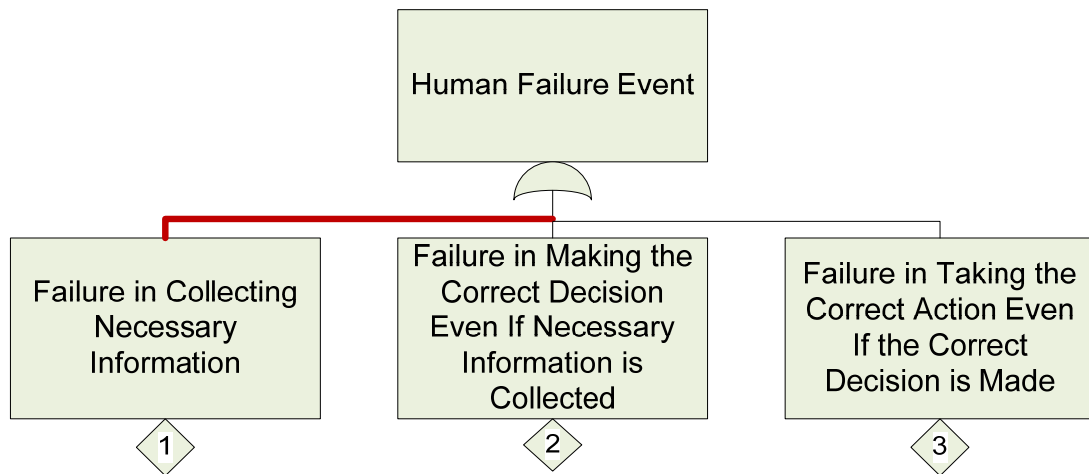 Human Failure Event
Failure in Collecting
Necessary
Information
Failure in Making the
Correct Decision
Even If Necessary
Information is
Collected
Failure in Taking the
Correct Action Even
If the Correct
Decision is Made
1
2
3